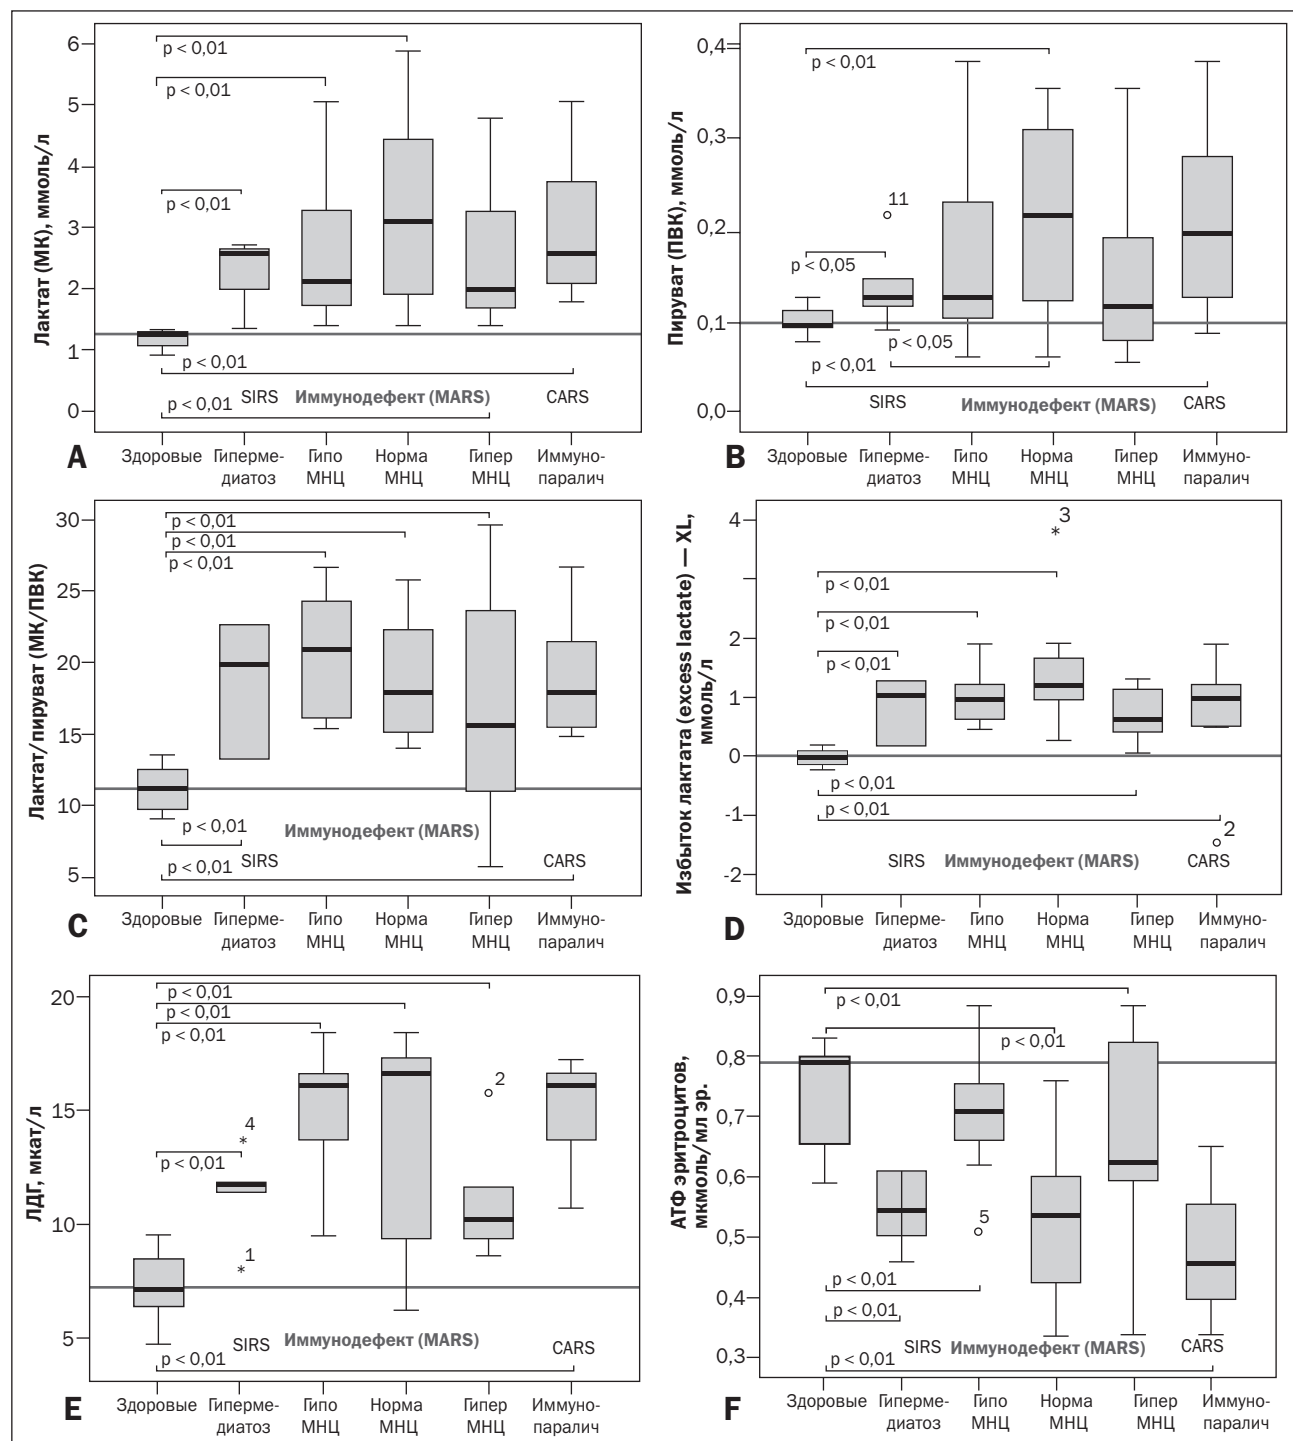 Лактат (МК), ммоль/л
6
5
4
3
2
1
0
p < 0,01
p < 0,01
p < 0,01
p < 0,01
p < 0,01
SIRS
Иммунодефект (MARS)
CARS
A
Здоровые
Гиперме-
диатоз
Гипо
МНЦ
Норма
МНЦ
Гипер
МНЦ
Иммуно-
паралич
Пируват (ПВК), ммоль/л
0,4
0,3
0,2
0,1
0,0
p < 0,01
11
p < 0,05
p < 0,05
p < 0,01
SIRS
Иммунодефект (MARS)
CARS
B
Здоровые
Гиперме-
диатоз
Гипо
МНЦ
Норма
МНЦ
Гипер
МНЦ
Иммуно-
паралич
Лактат/пируват (МК/ПВК)
30
25
20
15
10
5
p < 0,01
p < 0,01
p < 0,01
p < 0,01
p < 0,01
Иммунодефект (MARS)
SIRS
CARS
C
Здоровые
Гиперме-
диатоз
Гипо
МНЦ
Норма
МНЦ
Гипер
МНЦ
Иммуно-
паралич
Избыток лактата (excess lactate) — XL,
ммоль/л
4
2
1
0
-1
-2
*3
p < 0,01
p < 0,01
p < 0,01
p < 0,01
p < 0,01
2
SIRS
Иммунодефект (MARS)
CARS
D
Здоровые
Гиперме-
диатоз
Гипо
МНЦ
Норма
МНЦ
Гипер
МНЦ
Иммуно-
паралич
ЛДГ, мкат/л
20
15
10
5
p < 0,01
p < 0,01
p < 0,01
2
*4
p < 0,01
*1
SIRS
Иммунодефект (MARS)
CARS
p < 0,01
E
Здоровые
Гиперме-
диатоз
Гипо
МНЦ
Норма
МНЦ
Гипер
МНЦ
Иммуно-
паралич
АТФ эритроцитов,
мкмоль/мл эр.
0,9
0,8
0,7
0,6
0,5
0,4
0,3
p < 0,01
p < 0,01
5
p < 0,01
p < 0,01
SIRS
Иммунодефект (MARS)
CARS
p < 0,01
F
Здоровые
Гиперме-
диатоз
Гипо
МНЦ
Норма
МНЦ
Гипер
МНЦ
Иммуно-
паралич